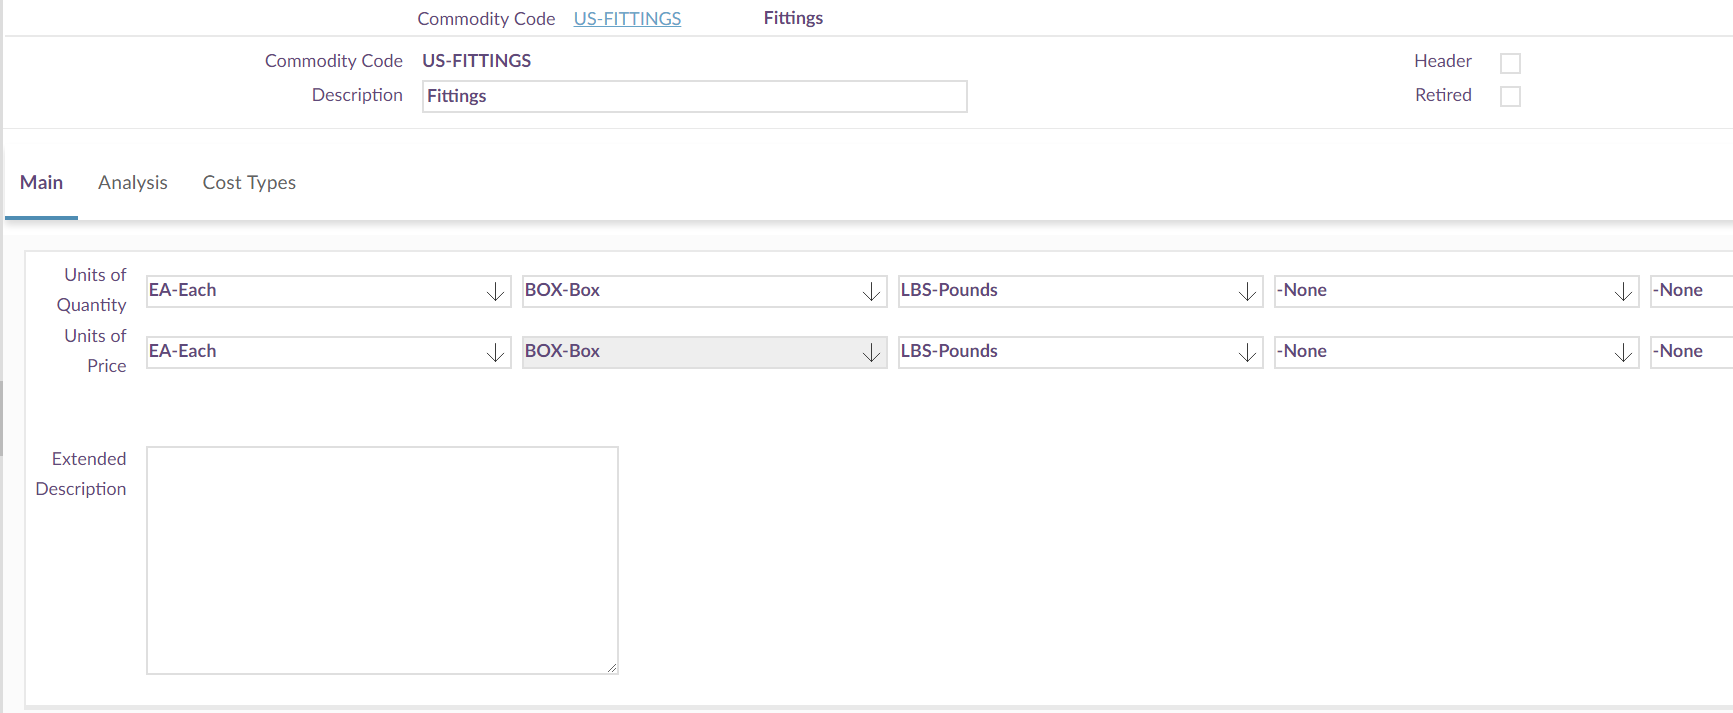 Commodity Code US-FITTINGS Fittings
Commodity Code US-FITTINGS Header
Description Fittings Retired
Main Analysis Cost Types
Units of Quantity EA-Each BOX-Box LBS-Pounds -None -None
Units of Price EA-Each BOX-Box LBS-Pounds -None -None
Extended
Description